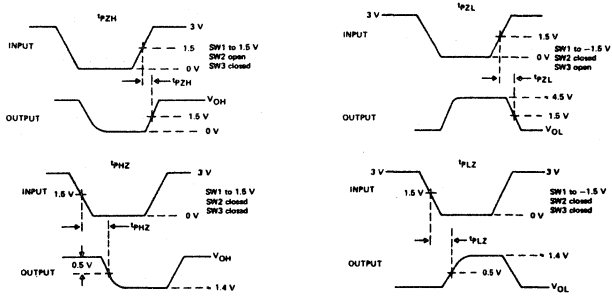 tPZH
3 V
INPUT
1.5
0 V
SW1 to 1.5 V
SW2 open
SW3 closed
tPZH
VOH
OUTPUT
1.5 V
0 V
tPZL
3 V
INPUT
1.5 V
0 V
SW1 to −1.5 V
SW2 closed
SW3 open
tPZL
4.5 V
OUTPUT
1.5 V
VOL
tPHZ
3 V
INPUT
1.5 V
0 V
SW1 to 1.5 V
SW2 closed
SW3 closed
tPHZ
VOH
0.5 V
OUTPUT
1.4 V
tPLZ
3 V
3 V
INPUT
1.5 V
0 V
SW1 to −1.5 V
SW2 closed
SW3 closed
tPLZ
1.4 V
OUTPUT
0.5 V
VOL